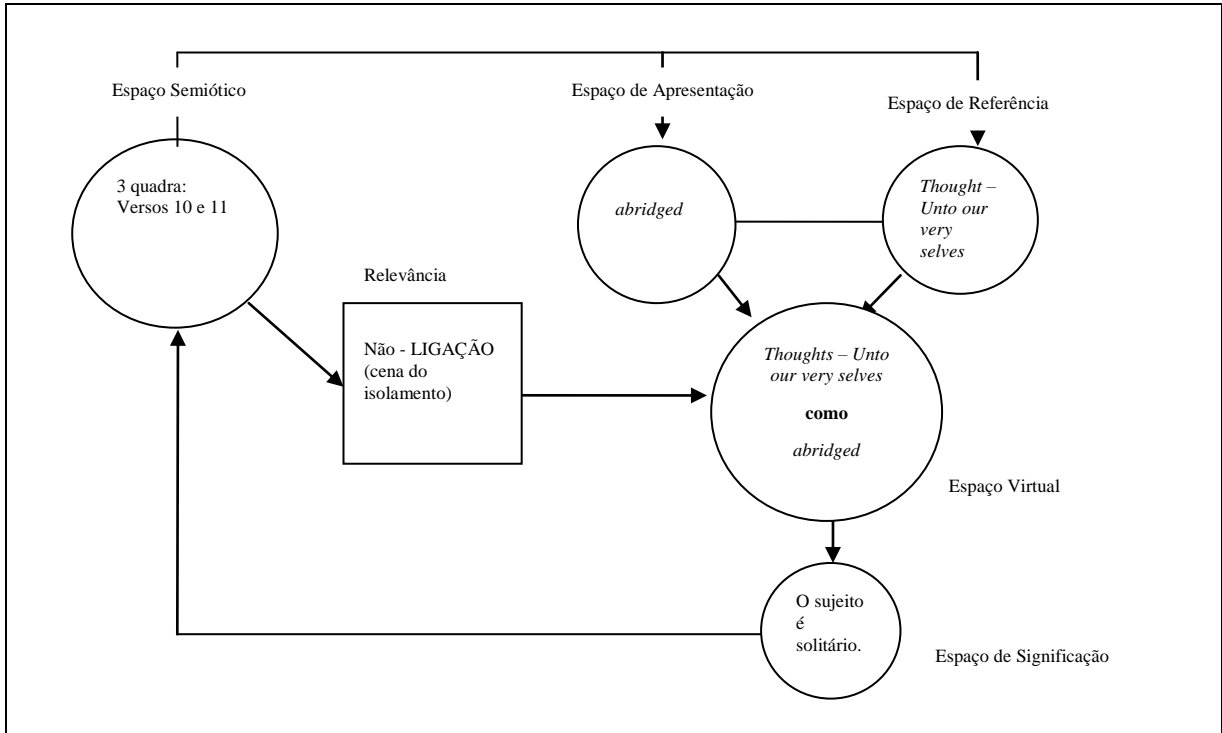 Espaço Semiótico
Espaço de Apresentação
Espaço de Referência
3 quadra:
Versos 10 e 11
abridged
Thought –
Unto our
very
selves
Relevância
Não - LIGAÇÃO
(cena do
isolamento)
Thoughts – Unto
our very selves
como
abridged
Espaço Virtual
O sujeito
é
solitário.
Espaço de Significação